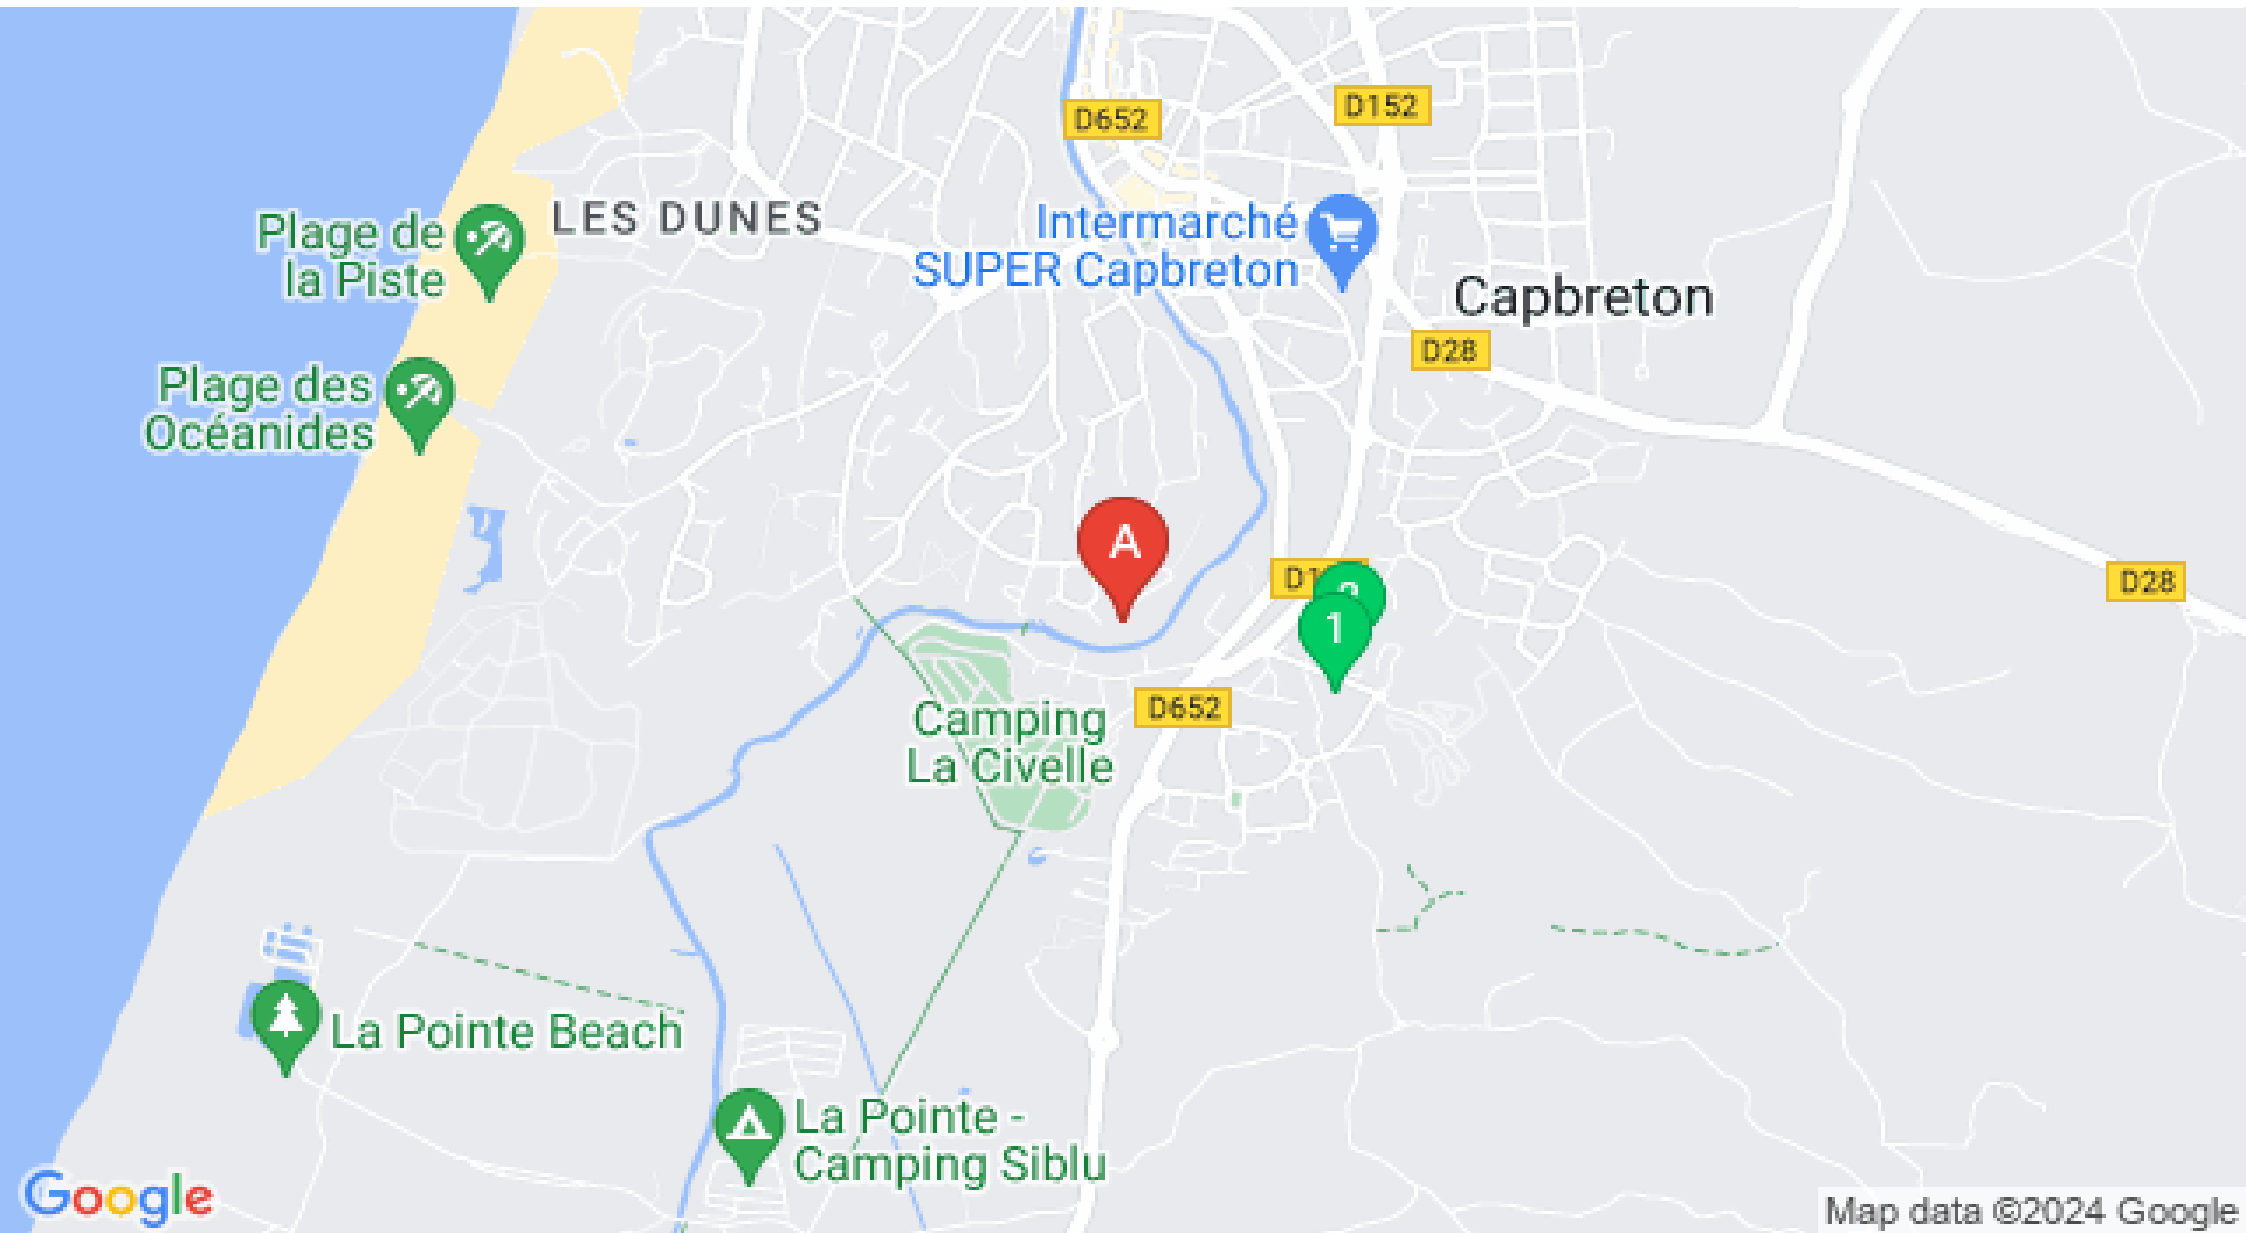 D652
D152
Plage de
la Piste
LES DUNES
Intermarché
SUPER Capbreton
Capbreton
D28
Plage des
Océanides
A
D28
1
D652
Camping
La Civelle
La Pointe Beach
La Pointe -
Camping Siblu
Google
Map data ©2024 Google